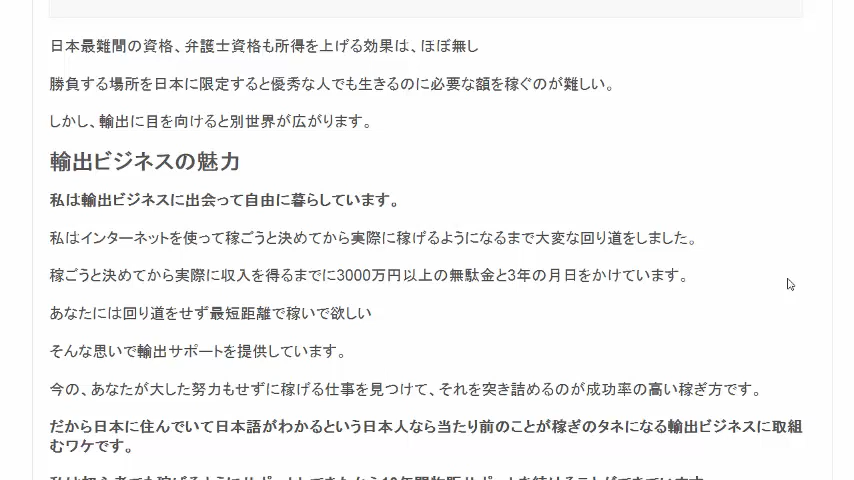 日本最難関の資格、弁護士資格も所得を上げる効果は、ほぼ無し
勝負する場所を日本に限定すると優秀な人でも生きるのに必要な額を稼ぐのが難しい。
しかし、輸出に目を向けると別世界が広がります。
輸出ビジネスの魅力
私は輸出ビジネスに出会って自由に暮らしています。
私はインターネットを使って稼ごうと決めてから実際に稼げるようになるまで大変な回り道をしました。
稼ごうと決めてから実際に収入を得るまでに3000万円以上の無駄金と3年の月日をかけています。
あなたには回り道をせず最短距離で稼いで欲しい
そんな思いで輸出サポートを提供しています。
今の、あなたが大した努力もせずに稼げる仕事を見つけて、それを突き詰めるのが成功率の高い稼ぎ方です。
だから日本に住んでいて日本語がわかるという日本人なら当たり前のことが稼ぎのタネになる輸出ビジネスに取組
むワケです。